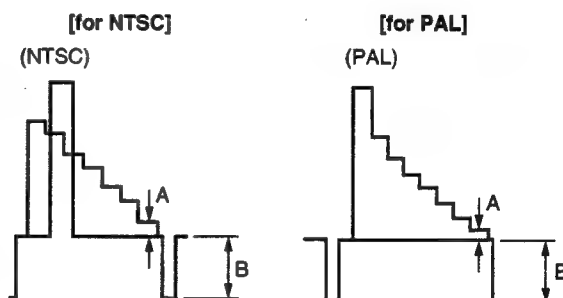 [for NTSC] [for PAL]
(NTSC) (PAL)
A A
B B